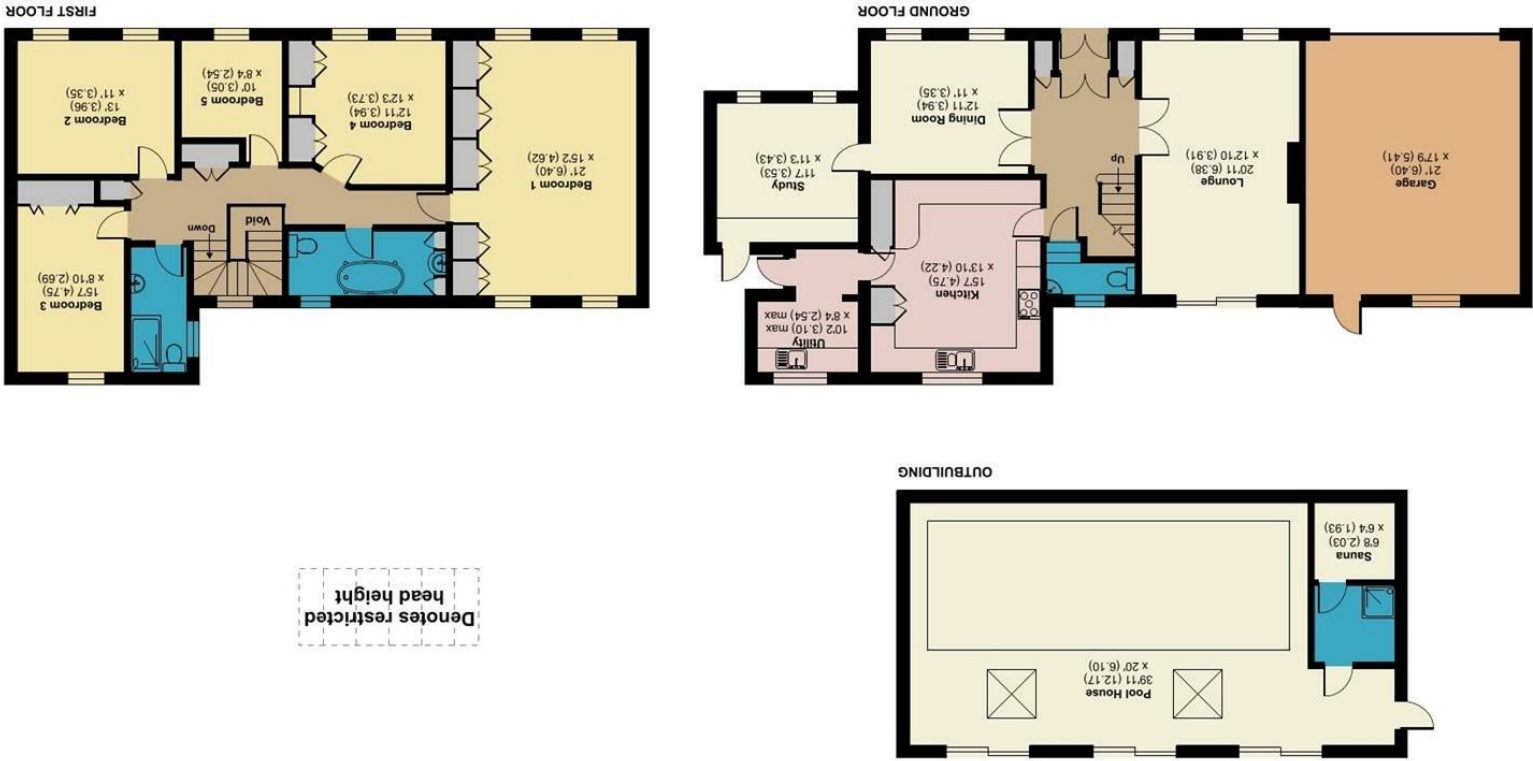 OUTBUILDING
Sauna
6'8 (2.03)
x 6'4 (1.93)
Pool House
39'11 (12.17)
x 20' (6.10)
Denotes restricted
head height
GROUND FLOOR
Garage
21' (6.40)
x 17'9 (5.41)
Lounge
20'11 (6.38)
x 12'10 (3.91)
Up
Dining Room
12'11 (3.94)
x 11' (3.35)
Study
11'7 (3.53)
x 11'3 (3.43)
Kitchen
15'7 (4.75)
x 13'10 (4.22)
Utility
10'2 (3.10) max
x 8'4 (2.54) max
FIRST FLOOR
Bedroom 1
21' (6.40)
x 15'2 (4.62)
Bedroom 4
12'11 (3.94)
x 12'3 (3.73)
Bedroom 5
10' (3.05)
x 8'4 (2.54)
Bedroom 2
13' (3.96)
x 11' (3.35)
Void
Down
Bedroom 3
15'7 (4.75)
x 8'10 (2.69)